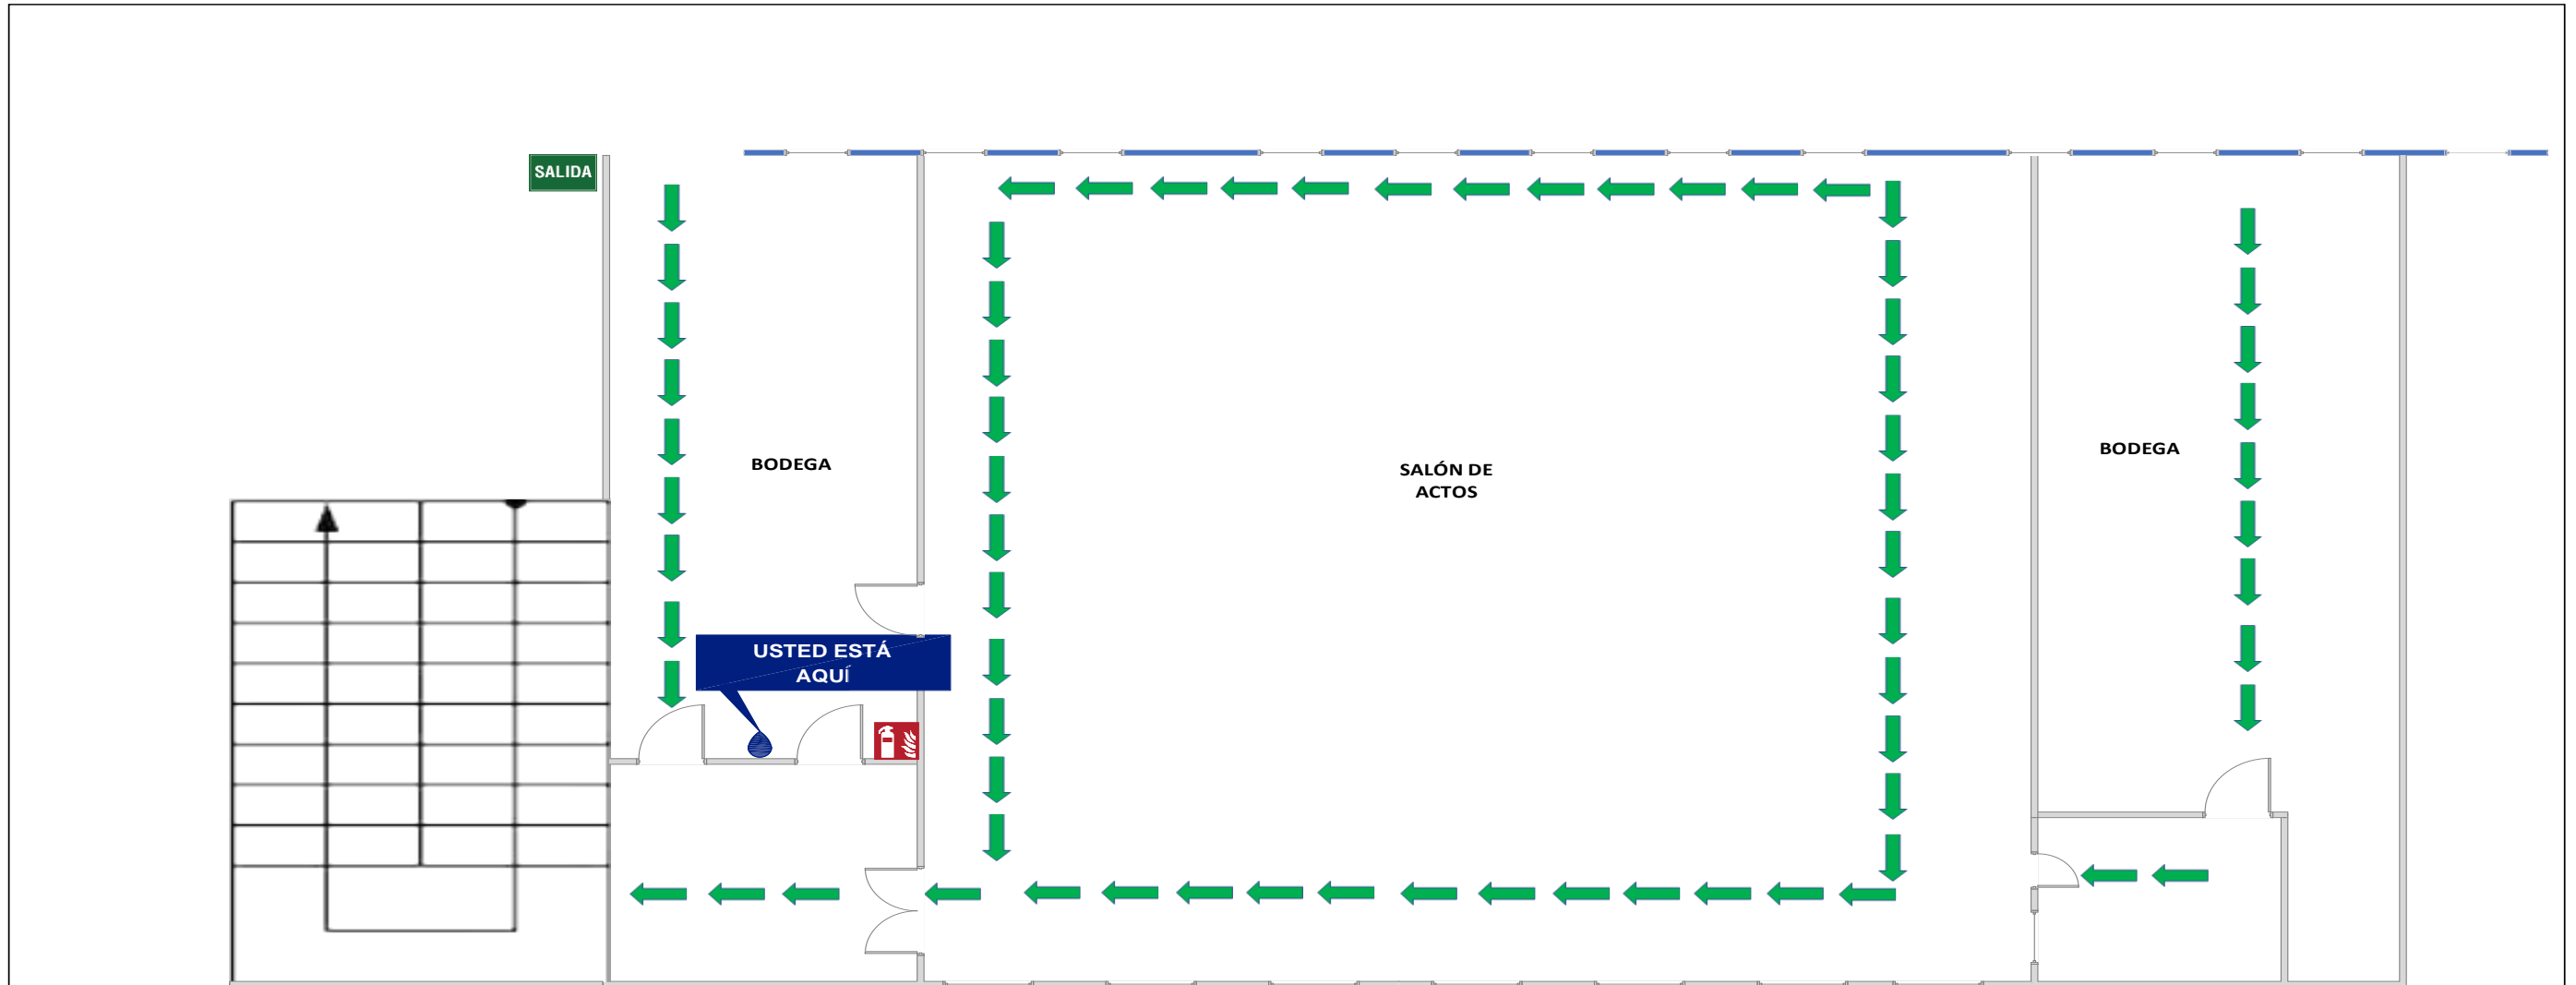 SALIDA
BODEGA
SALÓN DE
ACTOS
BODEGA
USTED ESTÁ
AQUÍ